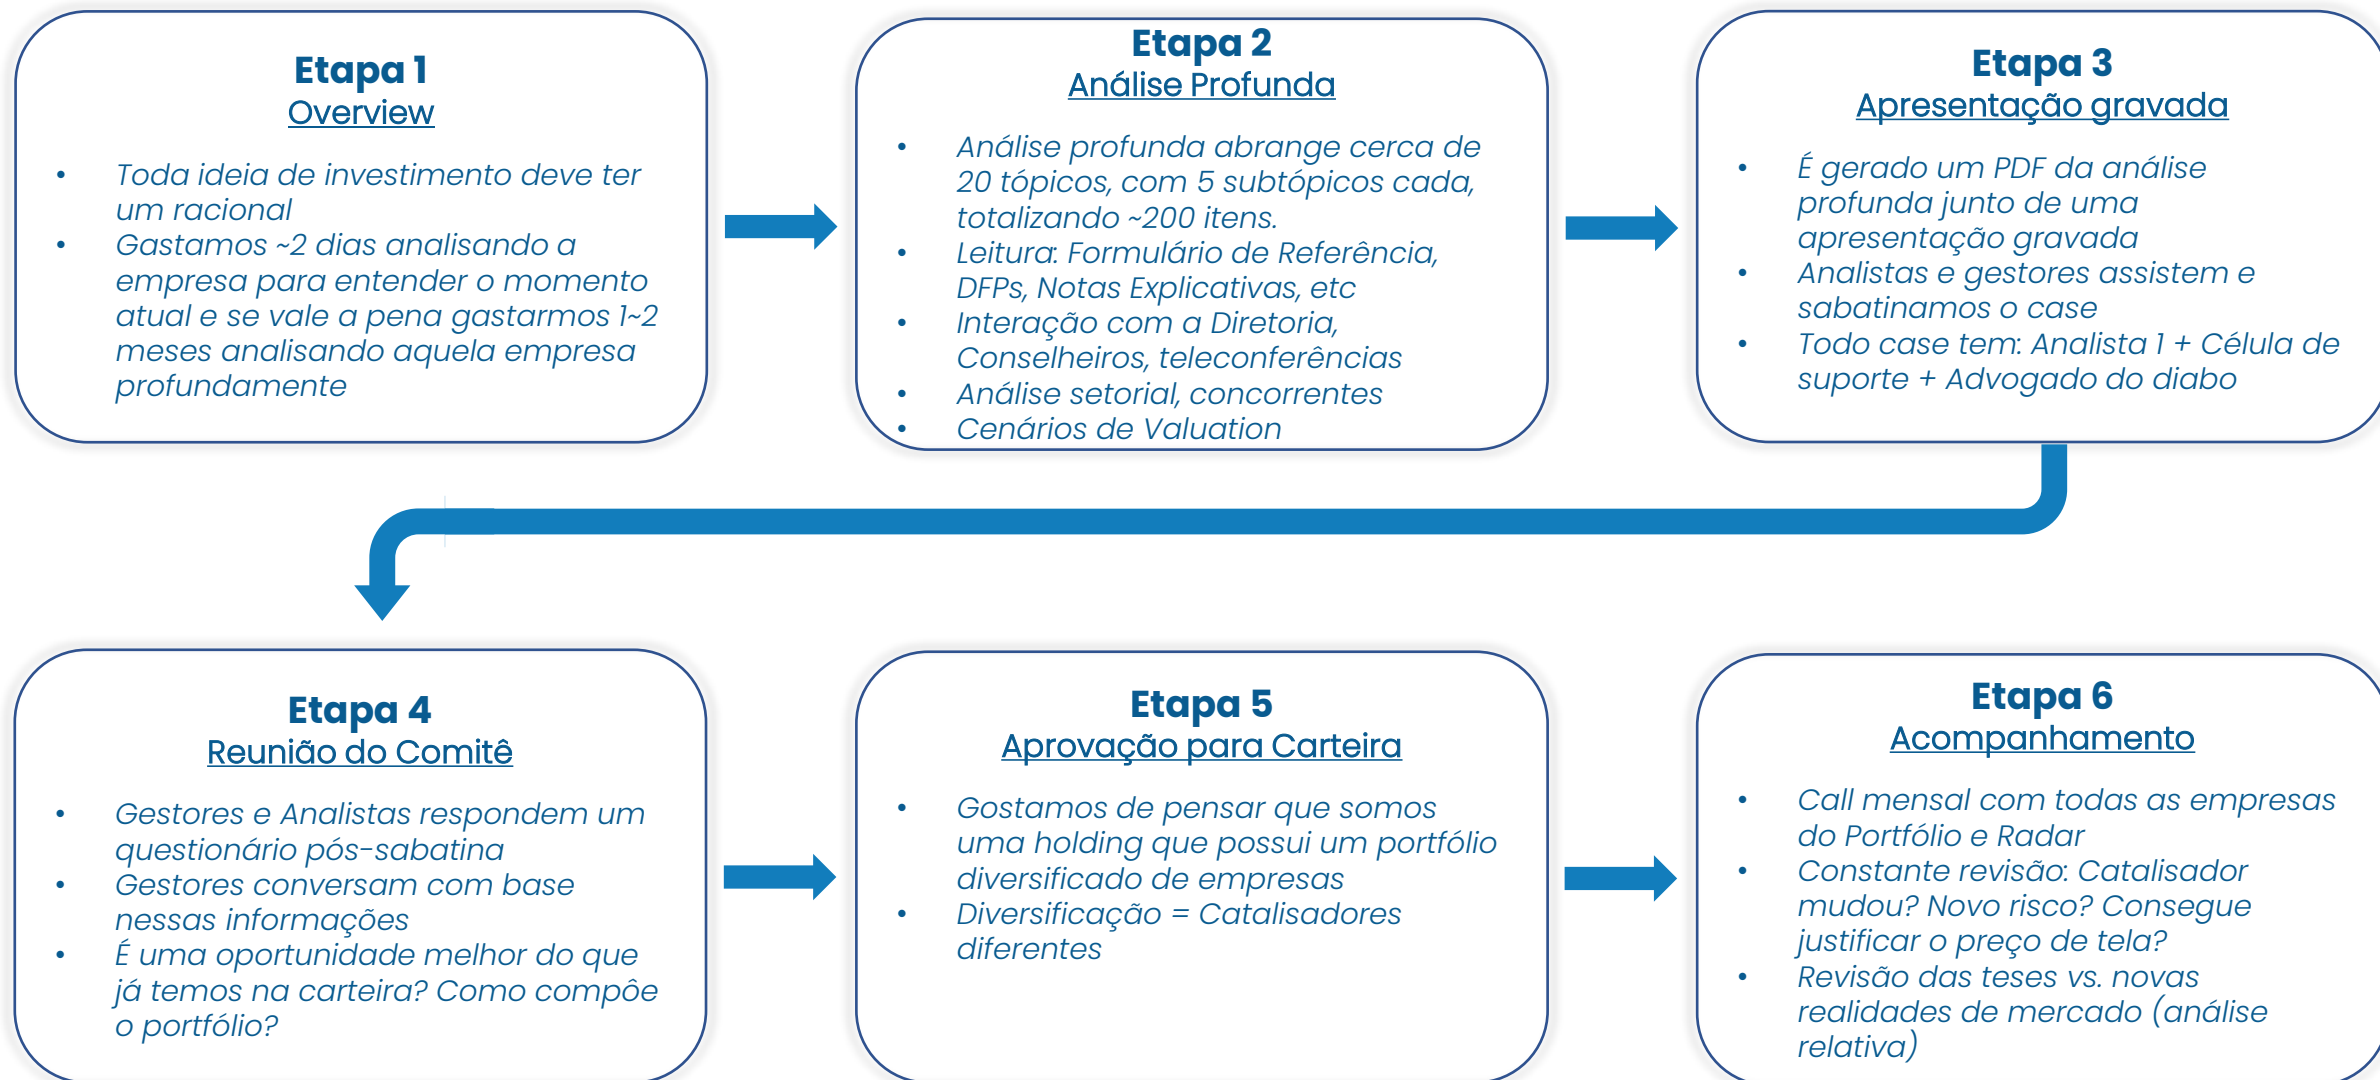 Etapa 1
Overview
• Toda ideia de investimento deve ter
um racional
• Gastamos ~2 dias analisando a
empresa para entender o momento
atual e se vale a pena gastarmos 1~2
meses analisando aquela empresa
profundamente
Etapa 2
Análise Profunda
• Análise profunda abrange cerca de
20 tópicos, com 5 subtópicos cada,
totalizando ~200 itens.
• Leitura: Formulário de Referência,
DFPs, Notas Explicativas, etc
• Interação com a Diretoria,
Conselheiros, teleconferências
• Análise setorial, concorrentes
• Cenários de Valuation
Etapa 3
Apresentação gravada
• É gerado um PDF da análise
profunda junto de uma
apresentação gravada
• Analistas e gestores assistem e
sabatinamos o case
• Todo case tem: Analista 1 + Célula de
suporte + Advogado do diabo
Etapa 4
Reunião do Comitê
• Gestores e Analistas respondem um
questionário pós-sabatina
• Gestores conversam com base
nessas informações
• É uma oportunidade melhor do que
já temos na carteira? Como compôe
o portfólio?
Etapa 5
Aprovação para Carteira
• Gostamos de pensar que somos
uma holding que possui um portfólio
diversificado de empresas
• Diversificação = Catalisadores
diferentes
Etapa 6
Acompanhamento
• Call mensal com todas as empresas
do Portfólio e Radar
• Constante revisão: Catalisador
mudou? Novo risco? Consegue
justificar o preço de tela?
• Revisão das teses vs. novas
realidades de mercado (análise
relativa)